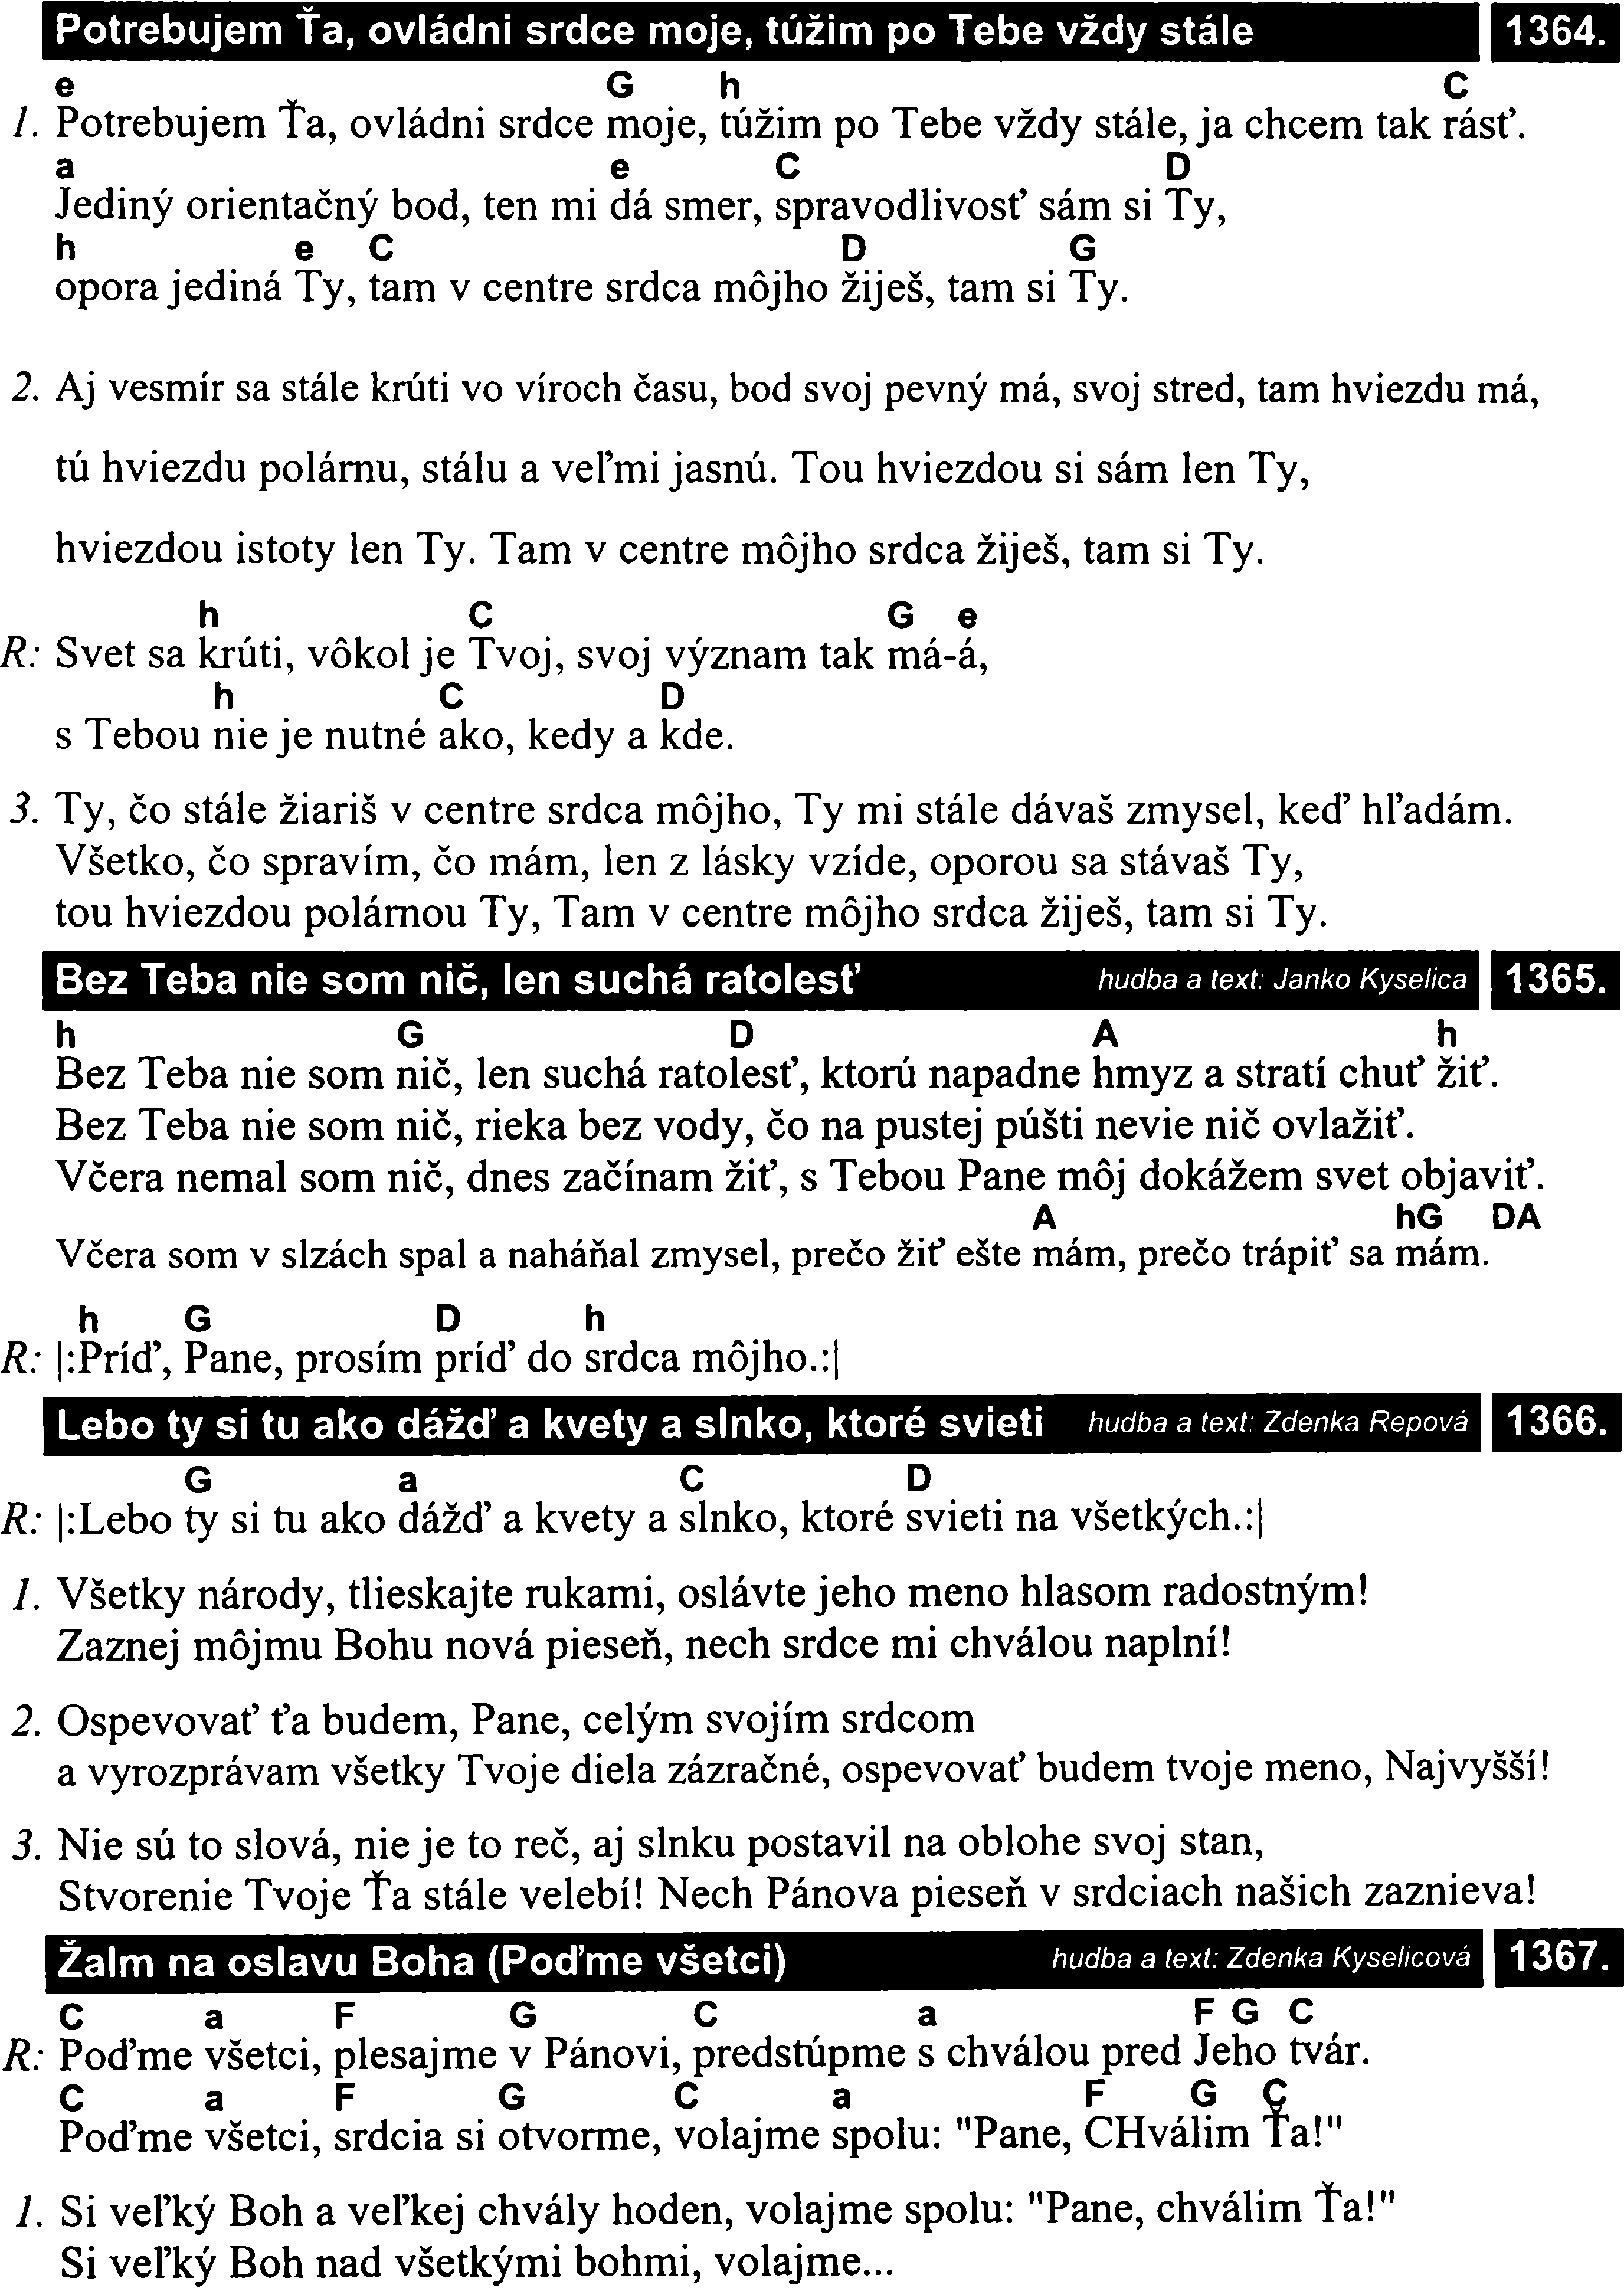 Potrebujem Ťa, ovládni srdce moje, túžim po Tebe vždy stále 1364.
e G h C
1. Potrebujem Ťa, ovládni srdce moje, túžim po Tebe vždy stále, ja chcem tak rásť.
a e C D
Jediný orientačný bod, ten mi dá smer, spravodlivosť sám si Ty,
h e C D G
opora jediná Ty, tam v centre srdca môjho žiješ, tam si Ty.
2. Aj vesmír sa stále krúti vo víroch času, bod svoj pevný má, svoj stred, tam hviezdu má,
tú hviezdu polárnu, stálu a veľmi jasnú. Tou hviezdou si sám len Ty,
hviezdou istoty len Ty. Tam v centre môjho srdca žiješ, tam si Ty.
h C G e
R: Svet sa krúti, vôkol je Tvoj, svoj význam tak má-á,
h C D
s Tebou nie je nutné ako, kedy a kde.
3. Ty, čo stále žiariš v centre srdca môjho, Ty mi stále dávaš zmysel, keď hľadám.
Všetko, čo spravím, čo mám, len z lásky vzíde, oporou sa stávaš Ty,
tou hviezdou polárnou Ty, Tam v centre môjho srdca žiješ, tam si Ty.
Bez Teba nie som nič, len suchá ratolesť hudba a text: Janko Kyselica 1365.
h G D A h
Bez Teba nie som nič, len suchá ratolesť, ktorú napadne hmyz a stratí chuť žiť.
Bez Teba nie som nič, rieka bez vody, čo na pustej púšti nevie nič ovlažiť.
Včera nemal som nič, dnes začínam žiť, s Tebou Pane môj dokážem svet objaviť.
A hG DA
Včera som v slzách spal a naháňal zmysel, prečo žiť ešte mám, prečo trápiť sa mám.
h G D h
R: |:Príď, Pane, prosím príď do srdca môjho.:|
Lebo ty si tu ako dážď a kvety a slnko, ktoré svieti hudba a text: Zdenka Repová 1366.
G a C D
R: |:Lebo ty si tu ako dážď a kvety a slnko, ktoré svieti na všetkých.:|
1. Všetky národy, tlieskajte rukami, oslávte jeho meno hlasom radostným!
Zaznej môjmu Bohu nová pieseň, nech srdce mi chválou naplní!
2. Ospevovať ťa budem, Pane, celým svojím srdcom
a vyrozprávam všetky Tvoje diela zázračné, ospevovať budem tvoje meno, Najvyšší!
3. Nie sú to slová, nie je to reč, aj slnku postavil na oblohe svoj stan,
Stvorenie Tvoje Ťa stále velebí! Nech Pánova pieseň v srdciach našich zaznieva!
Žalm na oslavu Boha (Poďme všetci) hudba a text: Zdenka Kyselicová 1367.
C a F G C a F G C
R: Poďme všetci, plesajme v Pánovi, predstúpme s chválou pred Jeho tvár.
C a F G C a F G C
Poďme všetci, srdcia si otvorme, volajme spolu: "Pane, CHválim Ťa!"
1. Si veľký Boh a veľkej chvály hoden, volajme spolu: "Pane, chválim Ťa!"
Si veľký Boh nad všetkými bohmi, volajme...